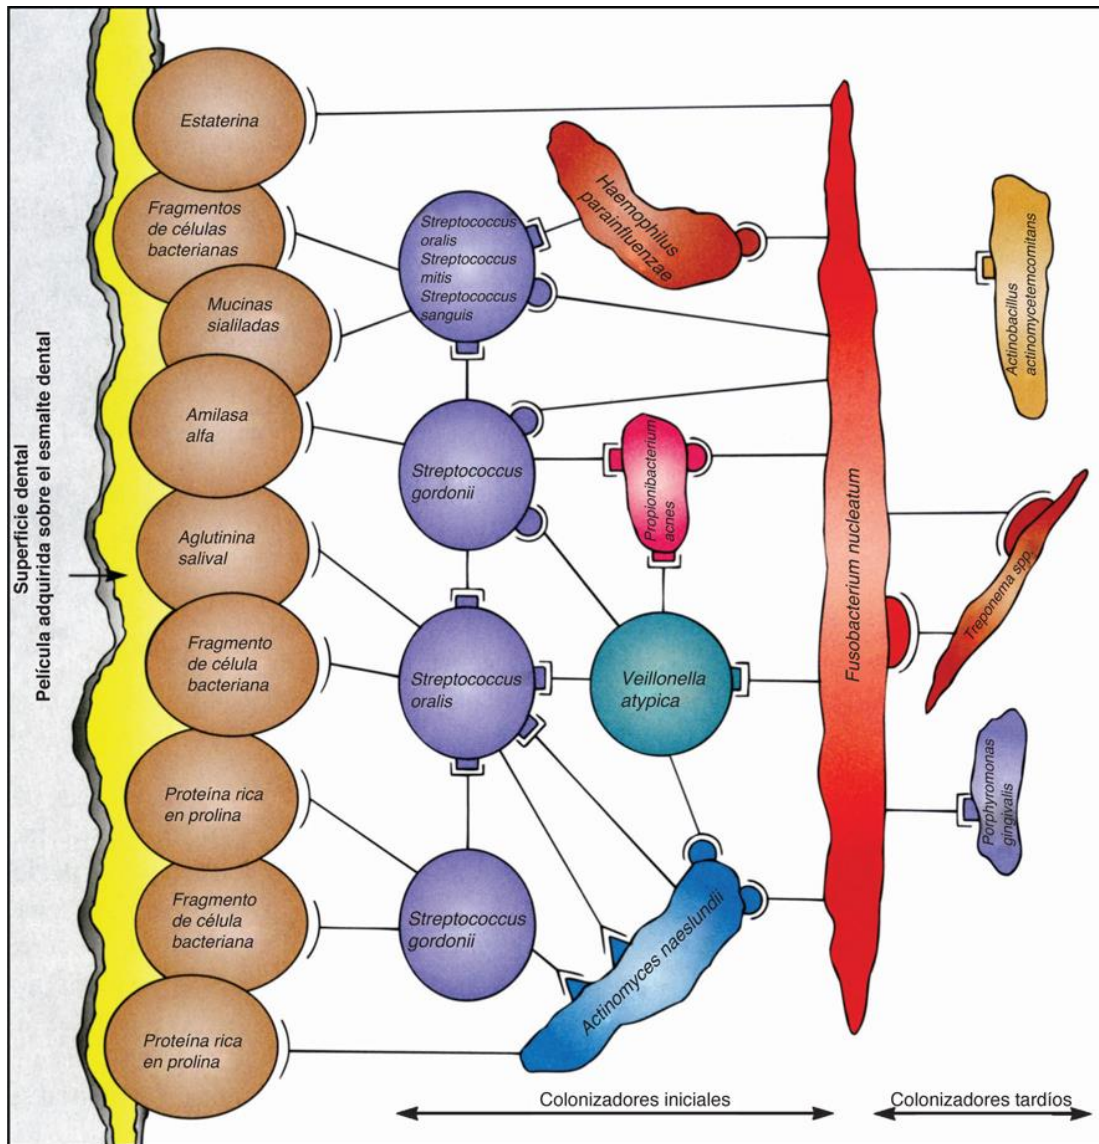 Superficie dental
Película adquirida sobre el esmalte dental
Estaterina
Fragmentos
de células
bacterianas
Mucinas
sialiladas
Amilasa
alfa
Aglutinina
salival
Fragmento
de célula
bacteriana
Proteína rica
en prolina
Fragmento
de célula
bacteriana
Proteína rica
en prolina
Streptococcus
oralis
Streptococcus
mitis
Streptococcus
sanguis
Streptococcus
gordonii
Streptococcus
oralis
Streptococcus
gordonii
Haemophilus
parainfluenzae
Propionibacterium
acnes
Veillonella
atypica
Actinomyces naeslundii
Fusobacterium nucleatum
Actinobacillus
actinomycetemcomitans
Treponema spp.
Porphyromonas
gingivalis
Colonizadores iniciales
Colonizadores tardíos